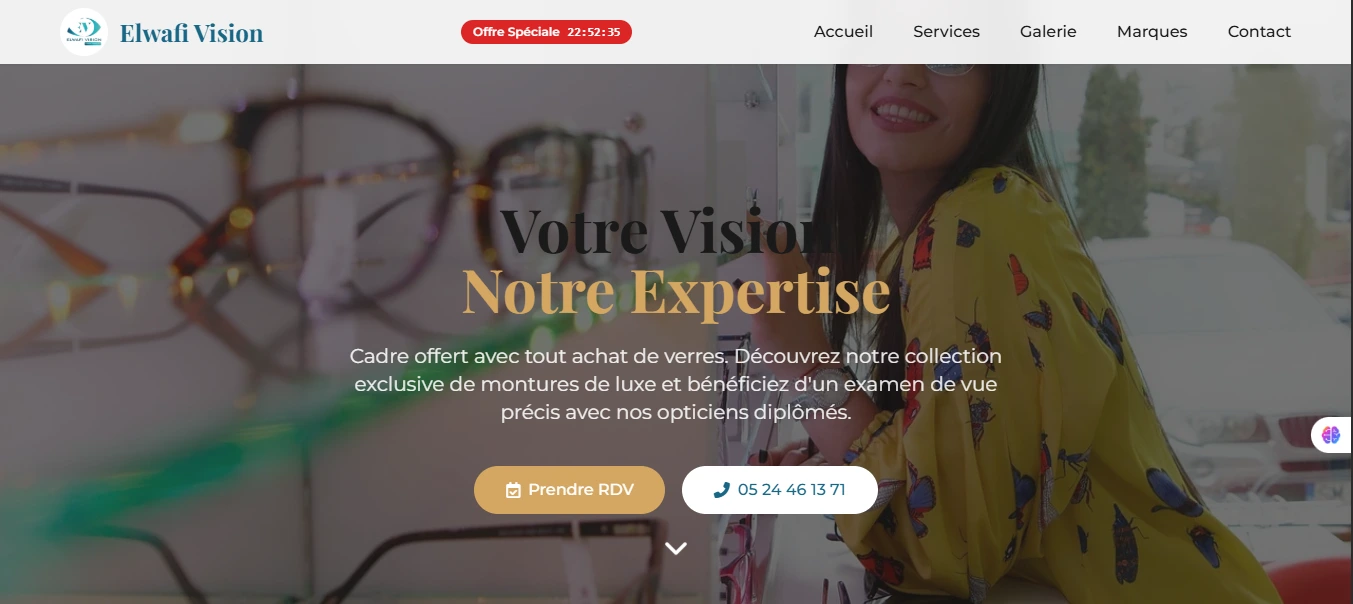 ELWAFI VISION
Elwafi Vision
Offre Spéciale 22:52:35
Accueil
Services
Galerie
Marques
Contact
Votre Vision
Notre Expertise
Cadre offert avec tout achat de verres. Découvrez notre collection
exclusive de montures de luxe et bénéficiez d'un examen de vue
précis avec nos opticiens diplômés.
Prendre RDV
05 24 46 13 71